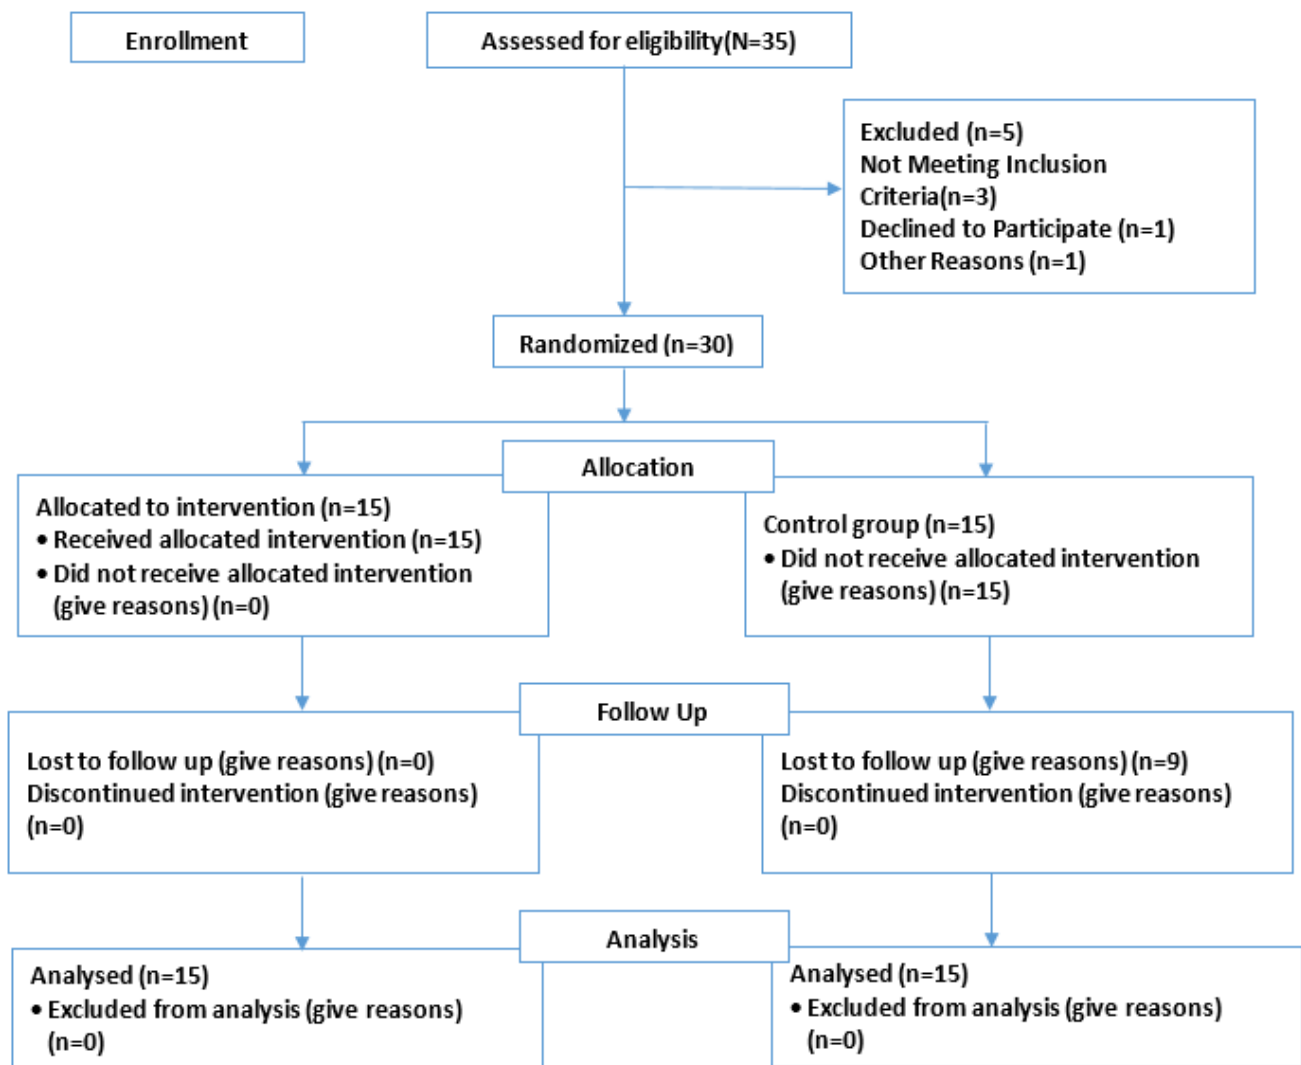 Enrollment
Assessed for eligibility(N=35)
Excluded (n=5)
Not Meeting Inclusion
Criteria(n=3)
Declined to Participate (n=1)
Other Reasons (n=1)
Randomized (n=30)
Allocation
Allocated to intervention (n=15)
• Received allocated intervention (n=15)
• Did not receive allocated intervention
(give reasons) (n=0)
Control group (n=15)
• Did not receive allocated intervention
(give reasons) (n=15)
Follow Up
Lost to follow up (give reasons) (n=0)
Discontinued intervention (give reasons)
(n=0)
Lost to follow up (give reasons) (n=9)
Discontinued intervention (give reasons)
(n=0)
Analysis
Analysed (n=15)
• Excluded from analysis (give reasons)
(n=0)
Analysed (n=15)
• Excluded from analysis (give reasons)
(n=0)